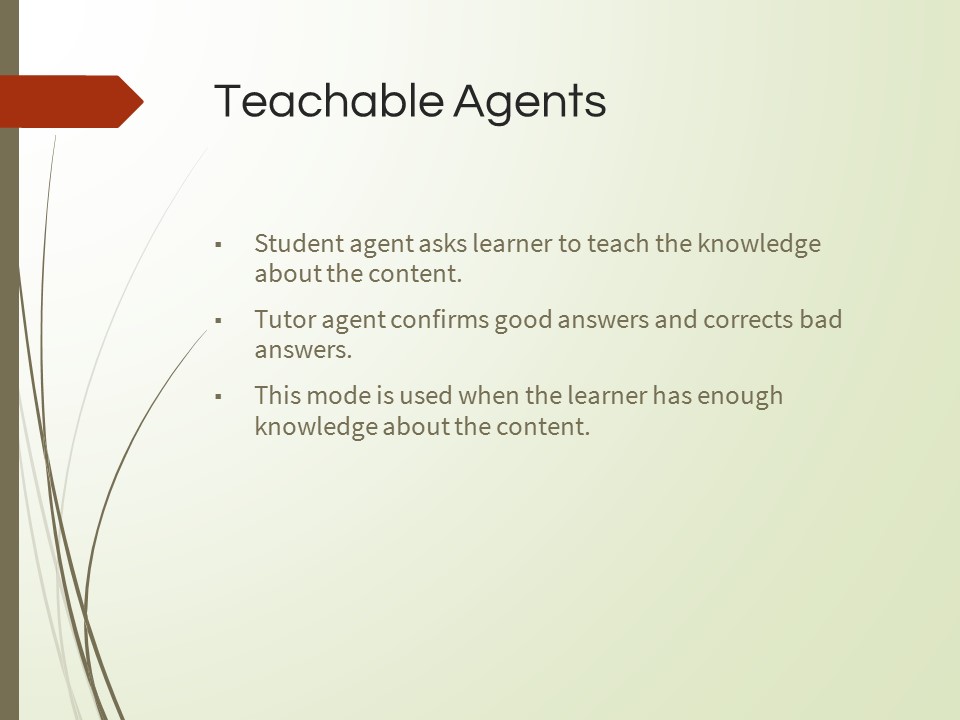 Teachable Agents
▪ Student agent asks learner to teach the knowledge
about the content.
▪ Tutor agent confirms good answers and corrects bad
answers.
▪ This mode is used when the learner has enough
knowledge about the content.